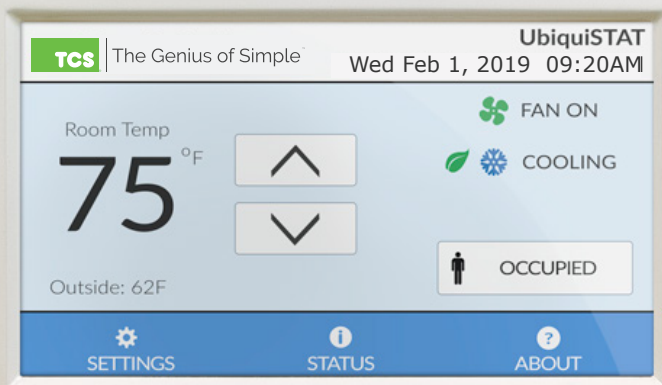 UbiquiSTAT
TCS The Genius of Simple™
Wed Feb 1, 2019 09:20AM
FAN ON
Room Temp
75 °F
COOLING
OCCUPIED
Outside: 62F
SETTINGS
STATUS
ABOUT